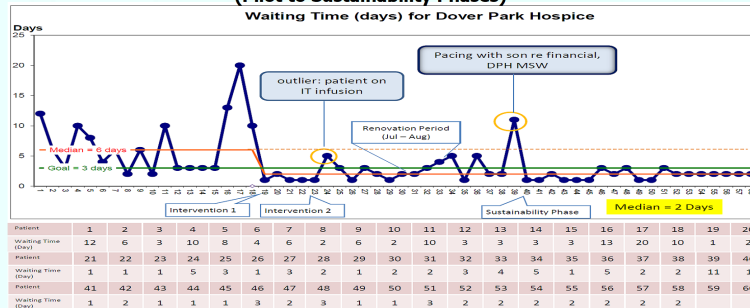 (Pilot to Sustainability Phases)
Waiting Time (days) for Dover Park Hospice
Days
25
20
15
10
5
0
Pacing with son re financial,
DPH MSW
outlier: patient on
IT infusion
Renovation Period
(Jul – Aug)
Median = 6 days
Goal = 3 days
Intervention 1
Intervention 2
Sustainability Phase
Median = 2 Days
Patient 1 2 3 4 5 6 7 8 9 10 11 12 13 14 15 16 17 18 19
Waiting Time
(Day) 12 6 3 10 8 4 6 2 6 2 10 3 3 3 3 13 20 10 1 2
Patient 21 22 23 24 25 26 27 28 29 30 31 32 33 34 35 36 37 38 39
Waiting Time
(Day) 1 1 1 5 3 1 3 2 1 2 2 3 4 5 1 5 2 2 11 1
Patient 41 42 43 44 45 46 47 48 49 50 51 52 53 54 55 56 57 58 59
Waiting Time
(Day) 1 2 1 1 1 3 2 3 1 1 3 2 2 2 2 2 2